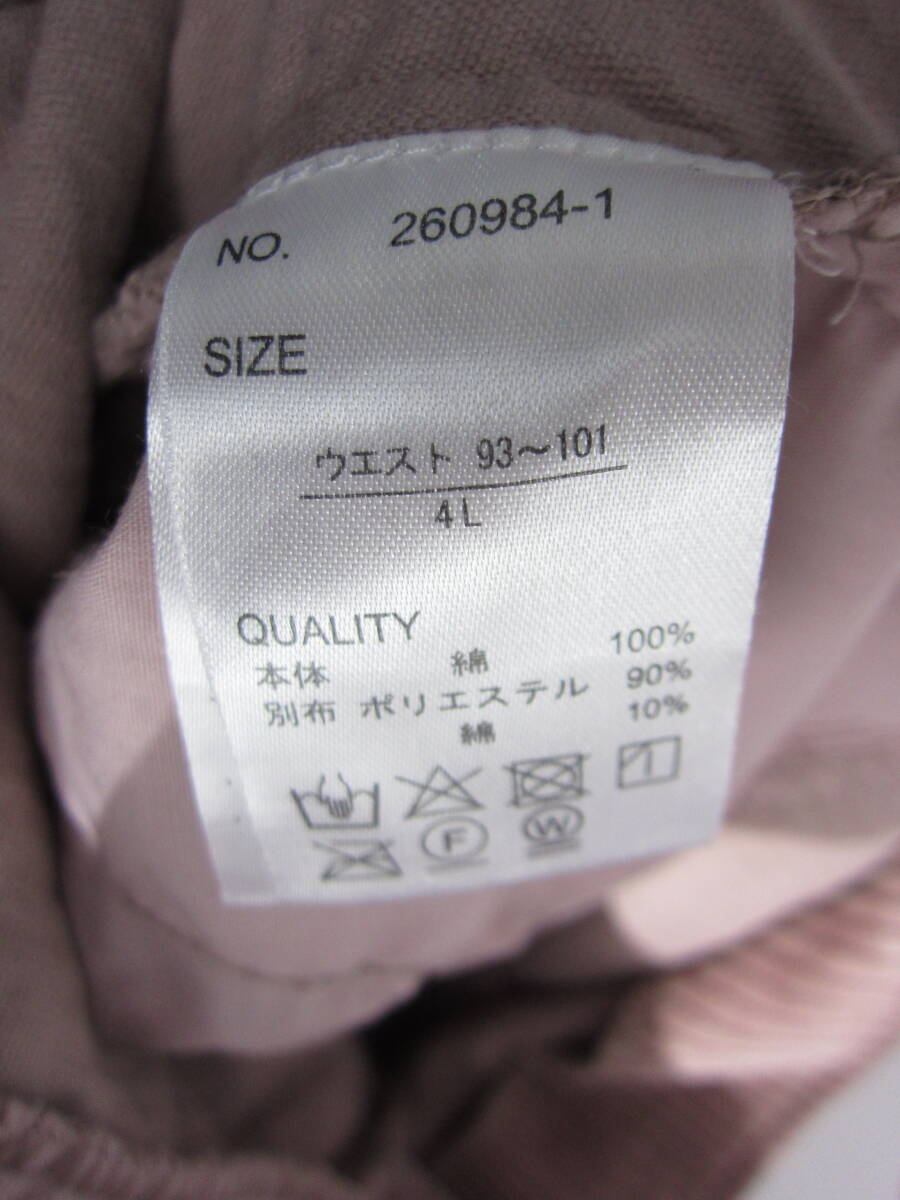 NO. 260984-1
SIZE
ウエスト 93~101
4L
QUALITY
本体 綿 100%
別布 ポリエステル 90%
綿 10%
F W